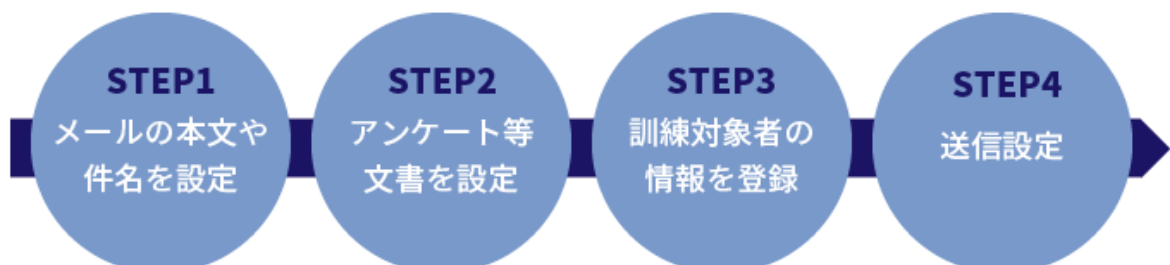 STEP1
メールの本文や
件名を設定
STEP2
アンケート等
文書を設定
STEP3
訓練対象者の
情報を登録
STEP4
送信設定